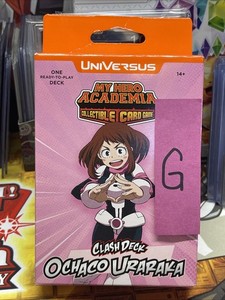 UNIVERSUS
ONE
READY-TO-PLAY
DECK
14+
MY HERO
ACADEMIA
COLLECTIBLE CARD GAME
G
CLASH DECK
OCHACO URARAKA